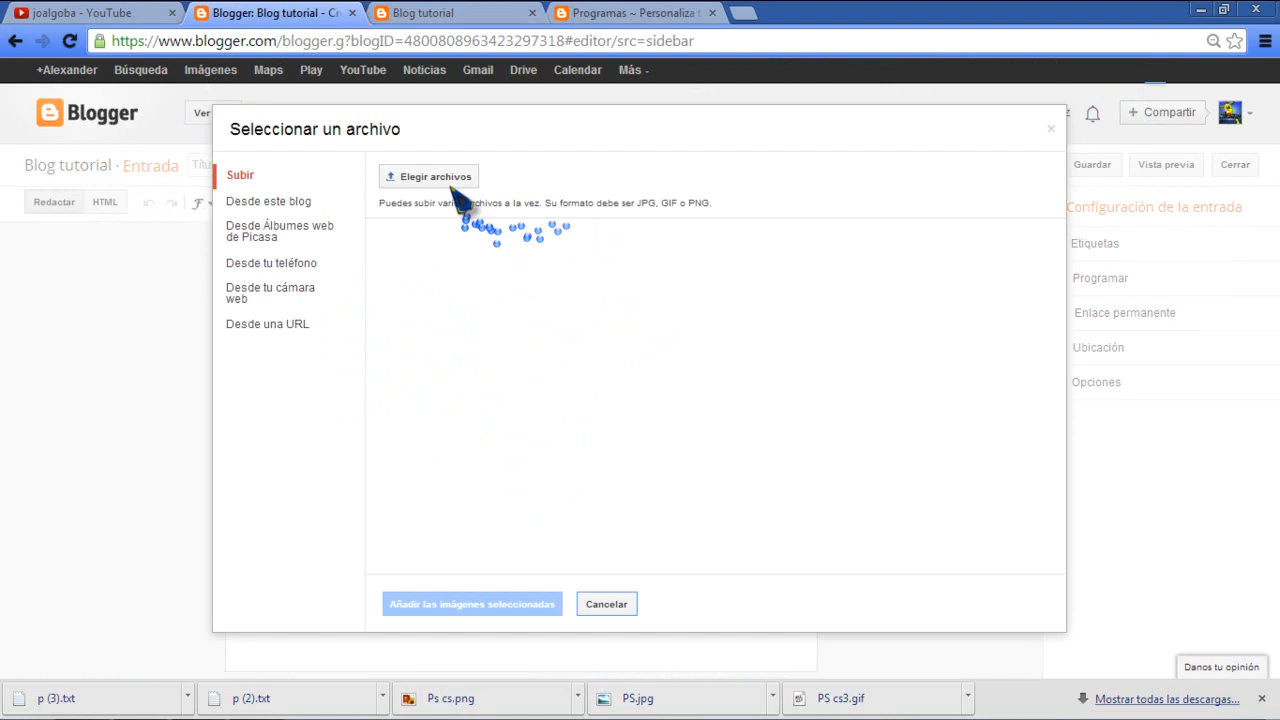 joalgoba - YouTube
Blogger: Blog tutorial - Cr
Blog tutorial
Programas ~ Personaliza t
https://www.blogger.com/blogger.g?blogID=4800808963423297318#editor/src=sidebar
+Alexander Búsqueda Imágenes Maps Play YouTube Noticias Gmail Drive Calendar Más
Blogger
Ver
Compartir
Seleccionar un archivo
Blog tutorial · Entrada
Títu
Guardar
Vista previa
Cerrar
Redactar
HTML
Subir
Desde este blog
Desde Álbumes web
de Picasa
Desde tu teléfono
Desde tu cámara
web
Desde una URL
Elegir archivos
Puedes subir varios archivos a la vez. Su formato debe ser JPG, GIF o PNG.
Configuración de la entrada
Etiquetas
Programar
Enlace permanente
Ubicación
Opciones
Añadir las imágenes seleccionadas
Cancelar
Danos tu opinión
p (3).txt
p (2).txt
Ps cs.png
PS.jpg
PS cs3.gif
Mostrar todas las descargas...